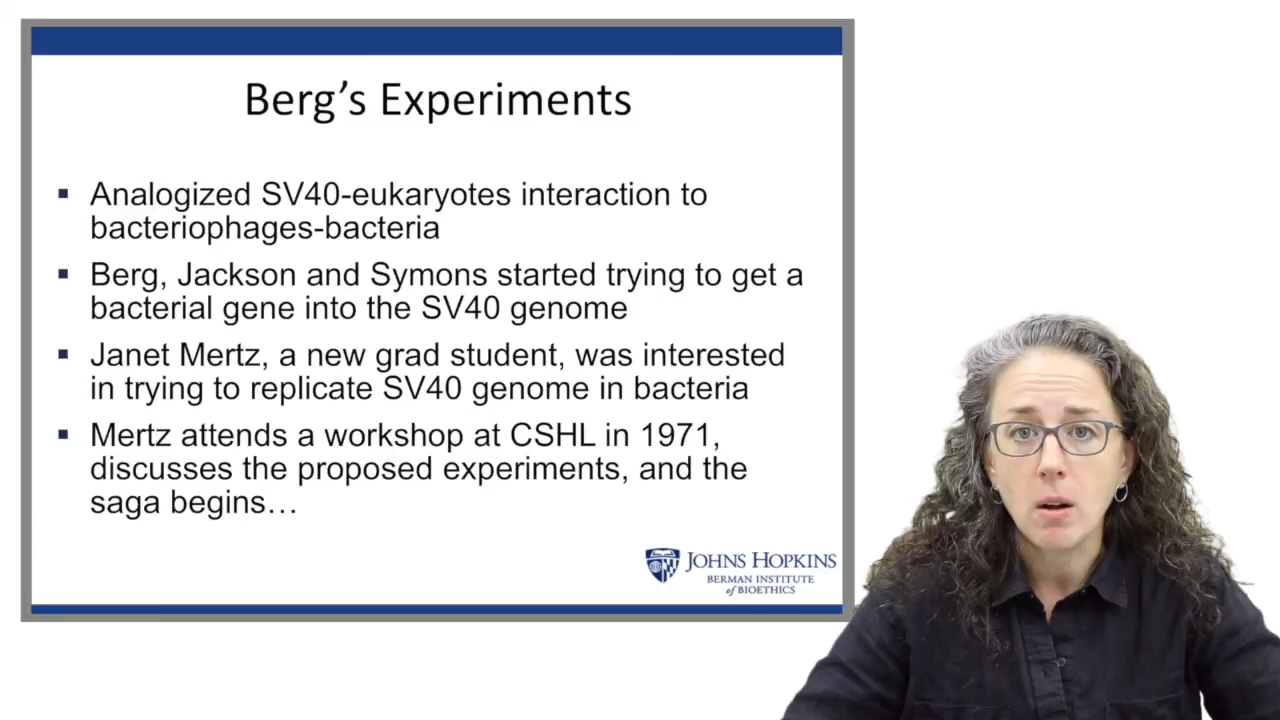 Berg’s Experiments
▪ Analogized SV40-eukaryotes interaction to
bacteriophages-bacteria
▪ Berg, Jackson and Symons started trying to get a
bacterial gene into the SV40 genome
▪ Janet Mertz, a new grad student, was interested
in trying to replicate SV40 genome in bacteria
▪ Mertz attends a workshop at CSHL in 1971,
discusses the proposed experiments, and the
saga begins…
JOHNS HOPKINS
BERMAN INSTITUTE
of BIOETHICS